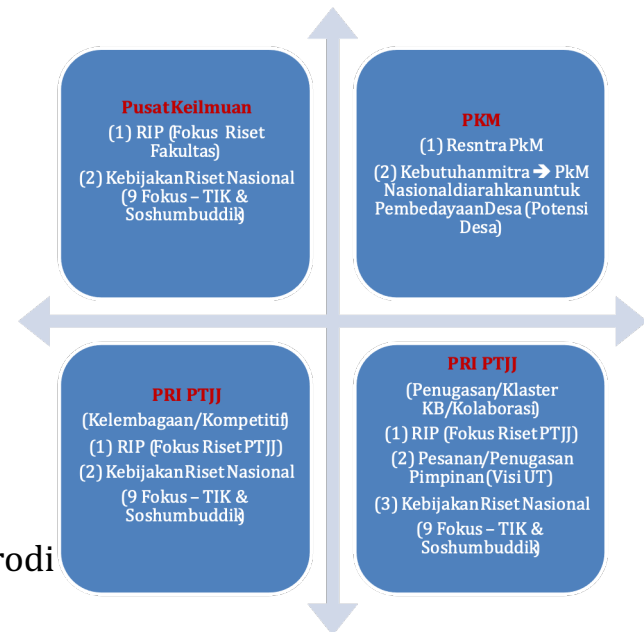 Pusat Keilmuan
(1) RIP (Fokus Riset
Fakultas)
(2) Kebijakan Riset Nasional
(9 Fokus – TIK &
Soshumbuddik)
PKM
(1) Resntra PkM
(2) Kebutuhan mitra ➔ PkM
Nasional diarahkan untuk
Pembedayaan Desa (Potensi
Desa)
PRI PTJJ
(Kelembagaan/Kompetitif)
(1) RIP (Fokus Riset PTJJ)
(2) Kebijakan Riset Nasional
(9 Fokus – TIK &
Soshumbuddik)
PRI PTJJ
(Penugasan/Klaster
KB/Kolaborasi)
(1) RIP (Fokus Riset PTJJ)
(2) Pesanan/Penugasan
Pimpinan (Visi UT)
(3) Kebijakan Riset Nasional
(9 Fokus – TIK &
Soshumbuddik)
rodi